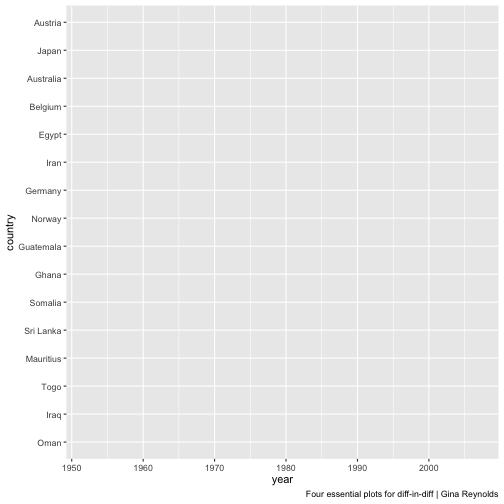 Austria
Japan
Australia
Belgium
Egypt
Iran
Germany
Norway
Guatemala
Ghana
Somalia
Sri Lanka
Mauritius
Togo
Iraq
Oman
country
1950 1960 1970 1980 1990 2000
year
Four essential plots for diff-in-diff | Gina Reynolds